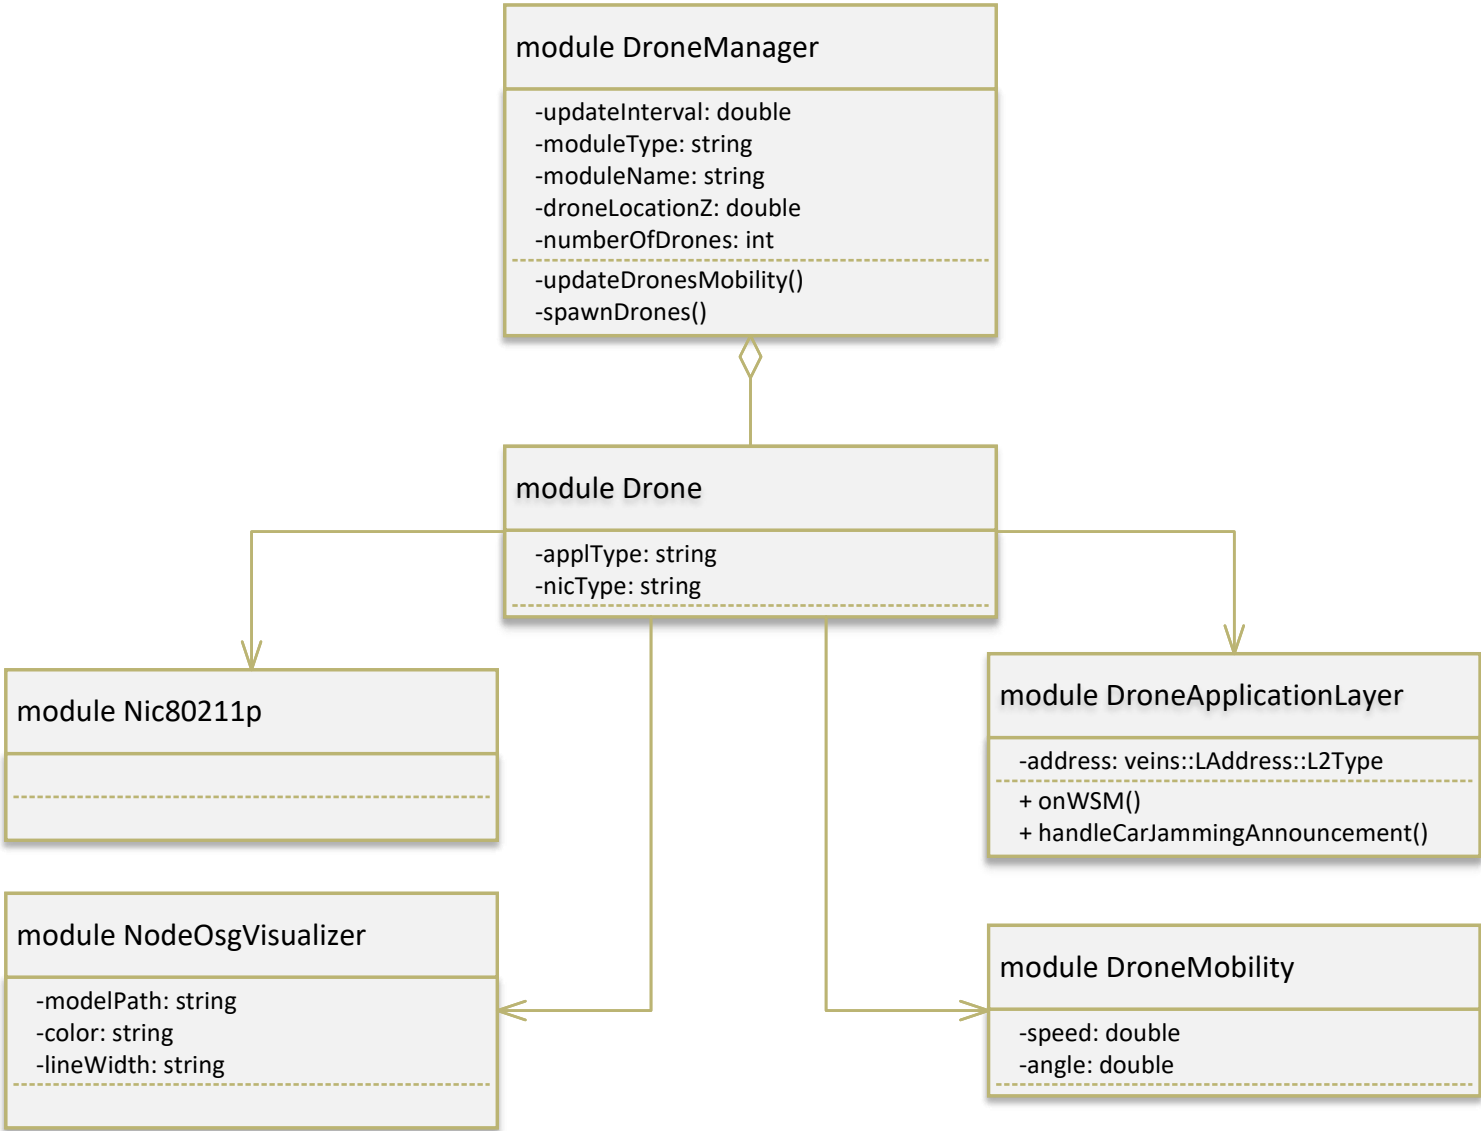 module DroneManager
-updateInterval: double
-moduleType: string
-moduleName: string
-droneLocationZ: double
-numberOfDrones: int
-updateDronesMobility()
-spawnDrones()
module Drone
-applType: string
-nicType: string
module Nic80211p
module DroneApplicationLayer
-address: veins::LAddress::L2Type
+ onWSM()
+ handleCarJammingAnnouncement()
module NodeOsgVisualizer
-modelPath: string
-color: string
-lineWidth: string
module DroneMobility
-speed: double
-angle: double